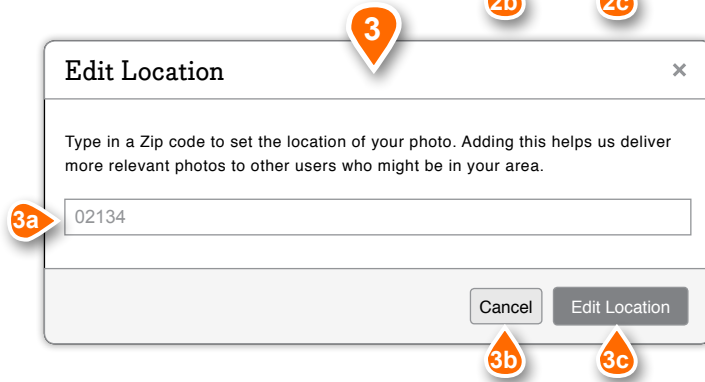 2b 2c
3
Edit Location ×
Type in a Zip code to set the location of your photo. Adding this helps us deliver
more relevant photos to other users who might be in your area.
3a 02134
Cancel Edit Location
3b 3c